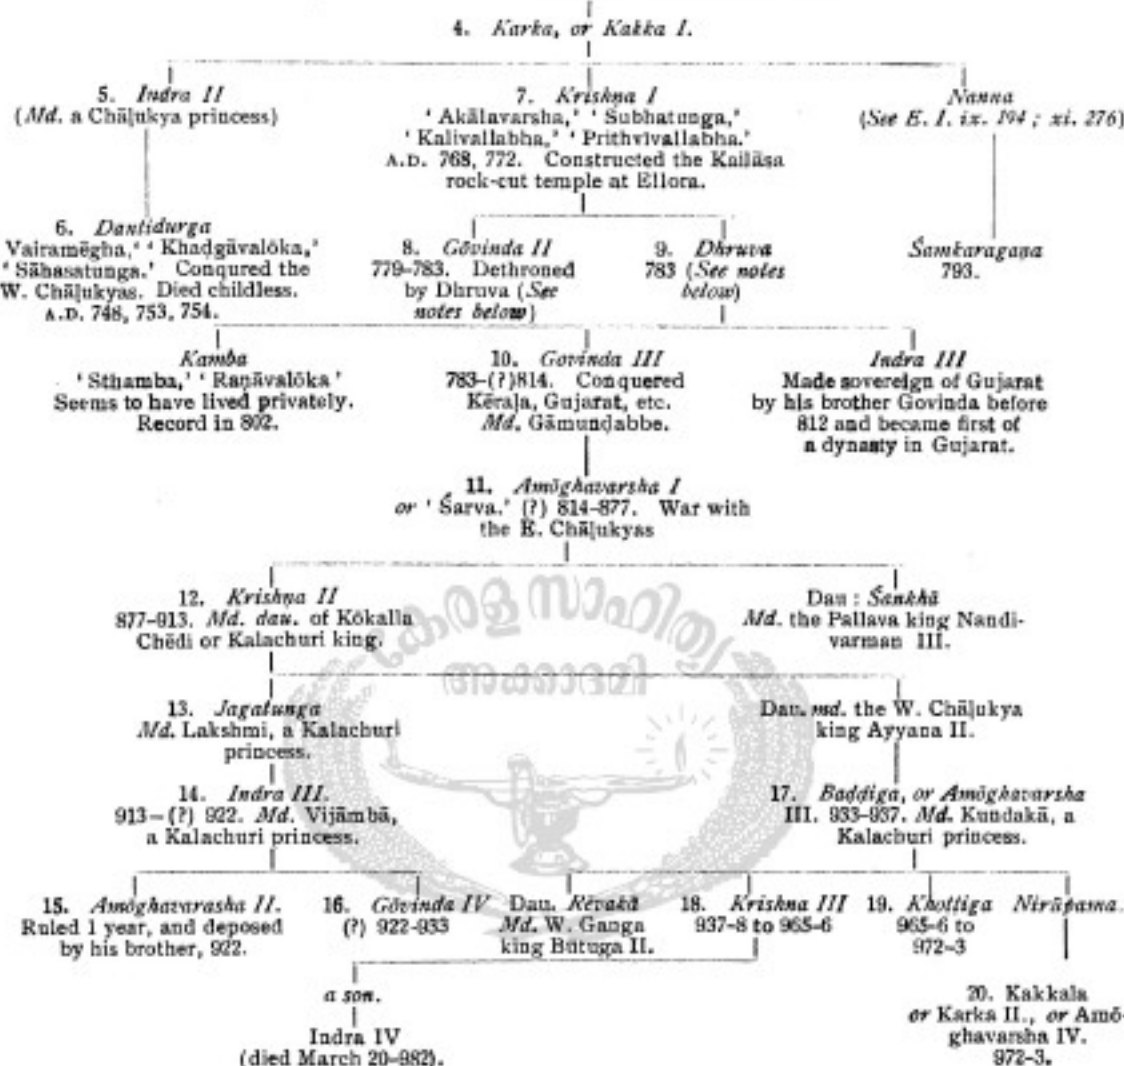 4. Karka, or Kakka I.
5. Indra II
(Md. a Chāḷukya princess)
7. Krishṇa I
‘ Akālavarsha,’ ‘ Subhatunga,’
‘ Kalivallabha,’ ‘ Prithvivallabha.’
A.D. 768, 772. Constructed the Kailāsa
rock-cut temple at Ellora.
Nanna
(See E. I. ix. 194 ; xi. 276)
6. Dantidurga
Vairamēgha,’ ‘ Khaḍgāvalōka,’
‘ Sāhasatunga.’ Conqured the
W. Chāḷukyas. Died childless.
A.D. 748, 753, 754.
8. Gōvinda II
779–783. Dethroned
by Dhruva (See
notes below)
9. Dhruva
783 (See notes
below)
Śamkaragaṇa
793.
Kamba
‘ Sthamba,’ ‘ Raṇāvalōka ’
Seems to have lived privately.
Record in 802.
10. Govinda III
783–(?)814. Conquered
Kēraḷa, Gujarat, etc.
Md. Gāmunḍabbe.
Indra III
Made sovereign of Gujarat
by his brother Govinda before
812 and became first of
a dynasty in Gujarat.
11. Amōghavarsha I
or ‘ Śarva.’ (?) 814–877. War with
the E. Chāḷukyas
12. Krishṇa II
877–913. Md. dau. of Kōkalla
Chēdi or Kalachuri king.
Dau : Śankhā
Md. the Pallava king Nandi-
varman III.
കേരള സാഹിത്യ
അക്കാദമി
13. Jagatunga
Md. Lakshmi, a Kalachuri
princess.
Dau. md. the W. Chāḷukya
king Ayyana II.
14. Indra III.
913–(?) 922. Md. Vijāmbā,
a Kalachuri princess.
17. Baḍḍiga, or Amōghavarsha
III. 933–937. Md. Kundakā, a
Kalachuri princess.
15. Amōghavarasha II.
Ruled 1 year, and deposed
by his brother, 922.
16. Gōvinda IV
(?) 922–933
Dau. Rēvakā
Md. W. Ganga
king Būtuga II.
18. Krishna III
937–8 to 965–6
19. Khoṭṭiga
965–6 to
972–3
Nirūpama.
a son.
Indra IV
(died March 20–982).
20. Kakkala
or Karka II., or Amō-
ghavarsha IV.
972–3.